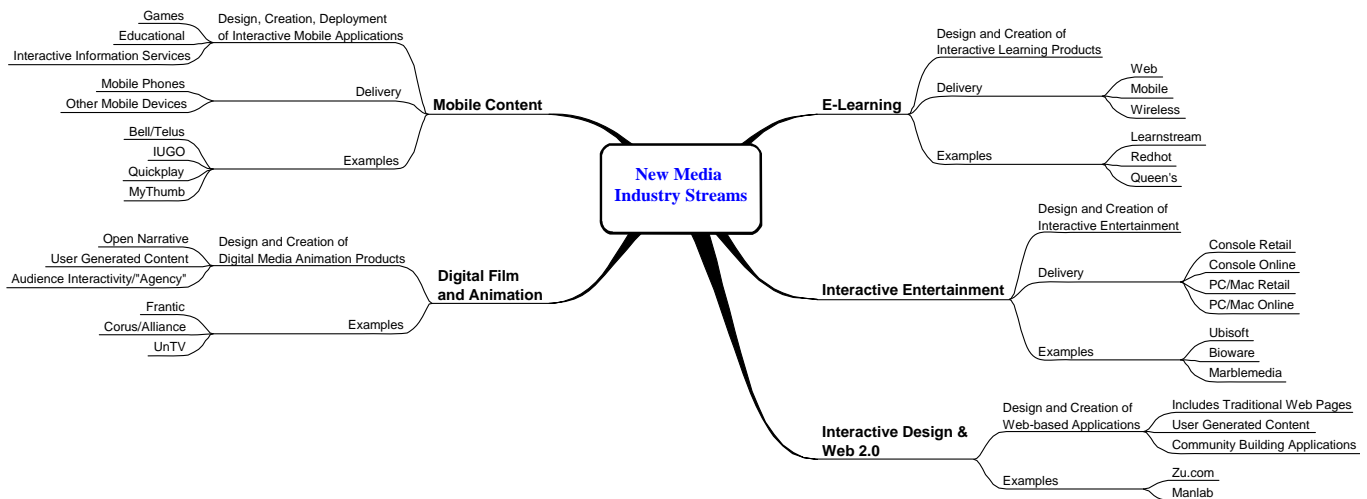 New Media
Industry Streams
Mobile Content
Design, Creation, Deployment
of Interactive Mobile Applications
Games
Educational
Interactive Information Services
Delivery
Mobile Phones
Other Mobile Devices
Examples
Bell/Telus
IUGO
Quickplay
MyThumb
Digital Film
and Animation
Design and Creation of
Digital Media Animation Products
Open Narrative
User Generated Content
Audience Interactivity/"Agency"
Examples
Frantic
Corus/Alliance
UnTV
E-Learning
Design and Creation of
Interactive Learning Products
Delivery
Web
Mobile
Wireless
Examples
Learnstream
Redhot
Queen's
Interactive Entertainment
Design and Creation of
Interactive Entertainment
Delivery
Console Retail
Console Online
PC/Mac Retail
PC/Mac Online
Examples
Ubisoft
Bioware
Marblemedia
Interactive Design &
Web 2.0
Design and Creation of
Web-based Applications
Includes Traditional Web Pages
User Generated Content
Community Building Applications
Examples
Zu.com
Manlab